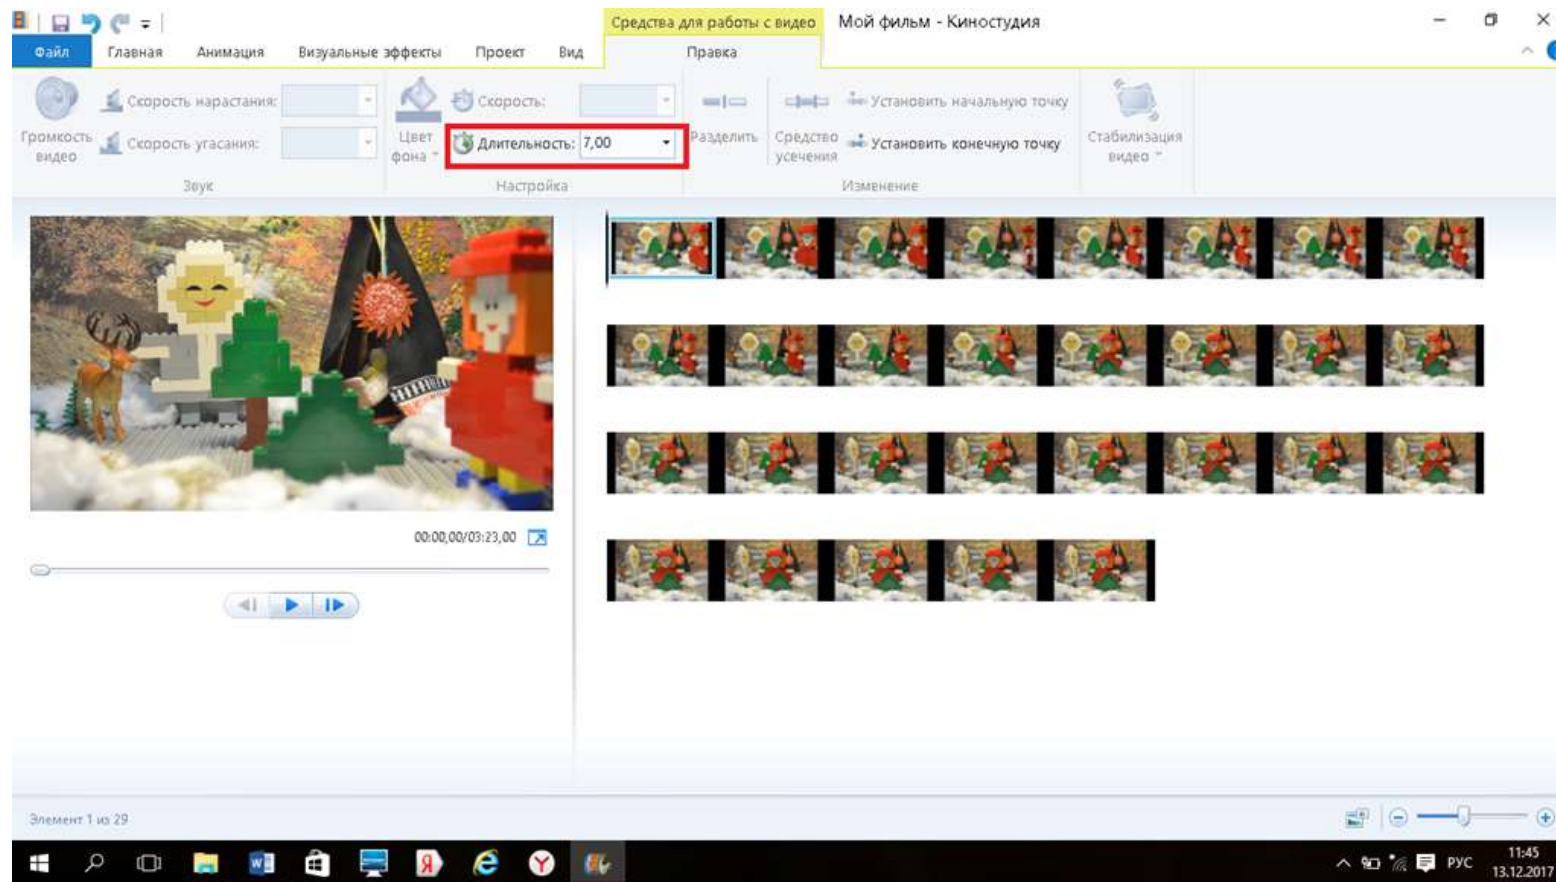 Средства для работы с видео
Мой фильм - Киностудия
Файл
Главная
Анимация
Визуальные эффекты
Проект
Вид
Правка
Громкость видео
Скорость нарастания:
Скорость угасания:
Звук
Цвет фона
Скорость:
Длительность: 7,00
Настройка
Разделить
Средство усечения
Установить начальную точку
Установить конечную точку
Изменение
Стабилизация видео
00:00,00/03:23,00
Элемент 1 из 29
W
Я
e
Y
РУС
11:45
13.12.2017